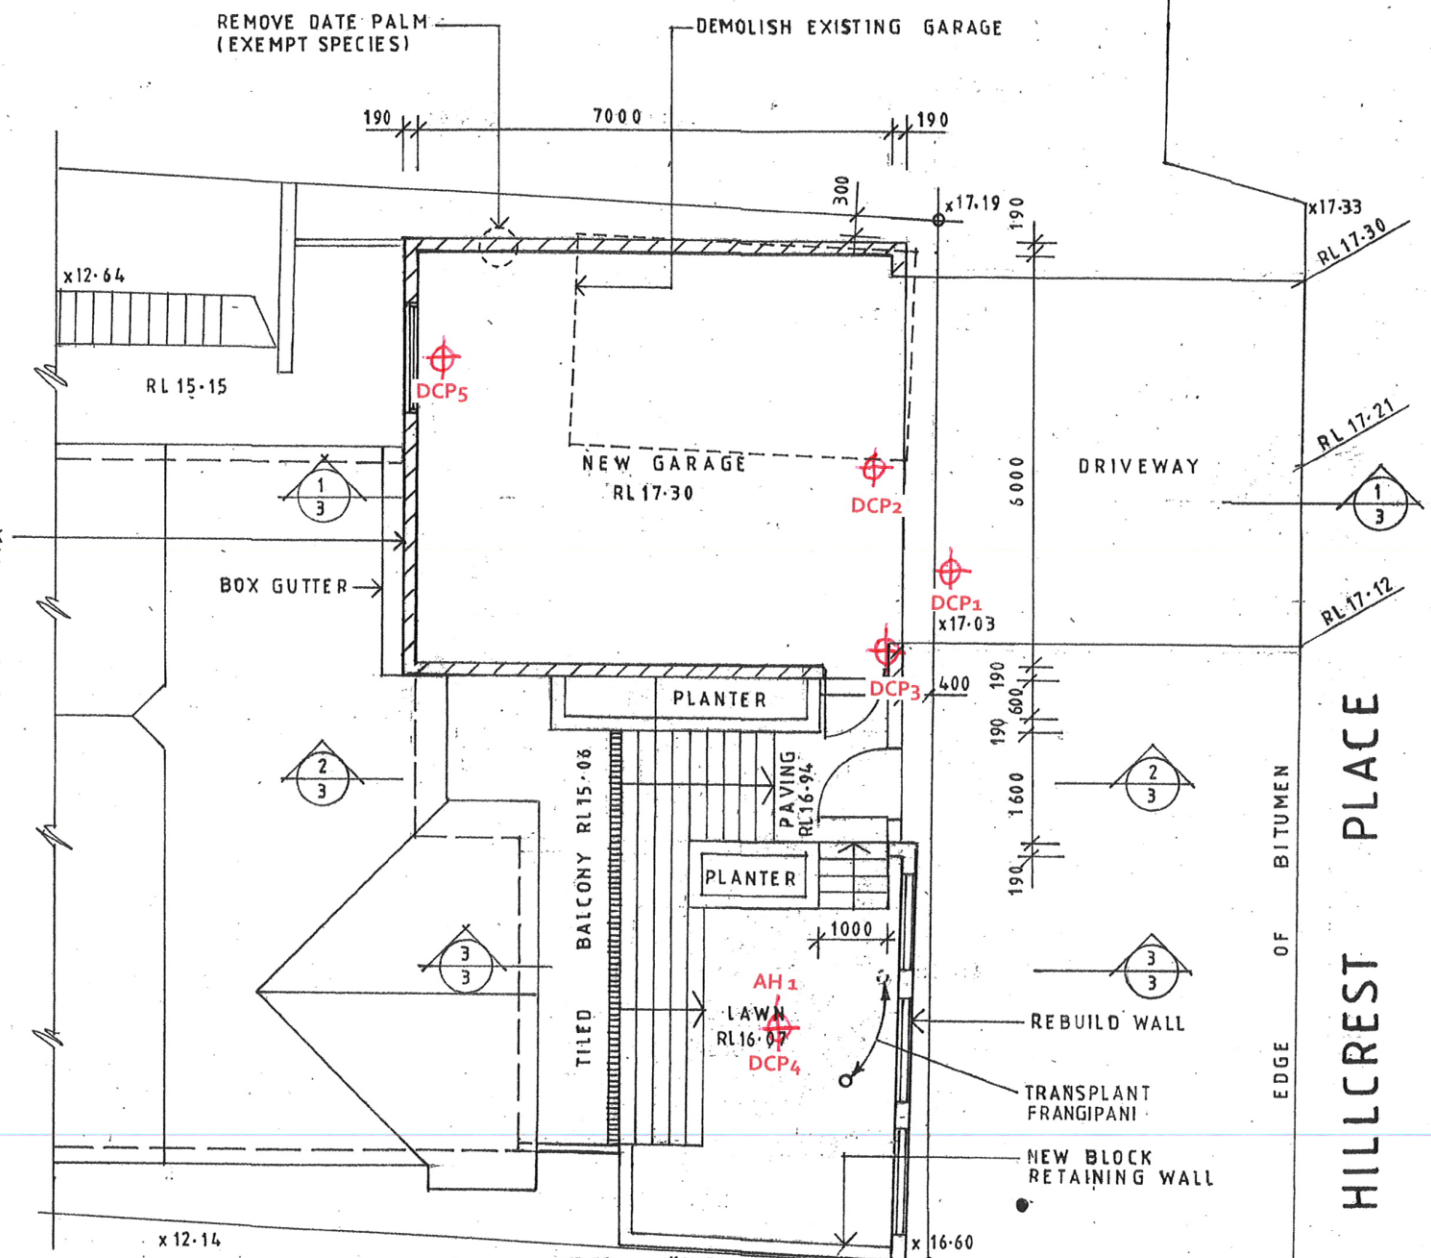 REMOVE DATE PALM
(EXEMPT SPECIES)
DEMOLISH EXISTING GARAGE
190
7000
190
300
x17.19
190
x17.33
RL 17.30
x12.64
RL 15.15
DCP5
NEW GARAGE
RL 17.30
DCP2
6000
DRIVEWAY
RL 17.21
1
3
1
3
BOX GUTTER
DCP1
x17.03
RL 17.12
DCP3
400
190
600
190
PLANTER
2
3
PAVING
RL 16.94
1600
2
3
TILED BALCONY RL 15.06
PLANTER
190
1000
3
3
3
3
AH 1
LAWN
RL 16.07
DCP4
REBUILD WALL
TRANSPLANT
FRANGIPANI
NEW BLOCK
RETAINING WALL
EDGE OF BITUMEN
HILLCREST PLACE
x 12.14
x 16.60